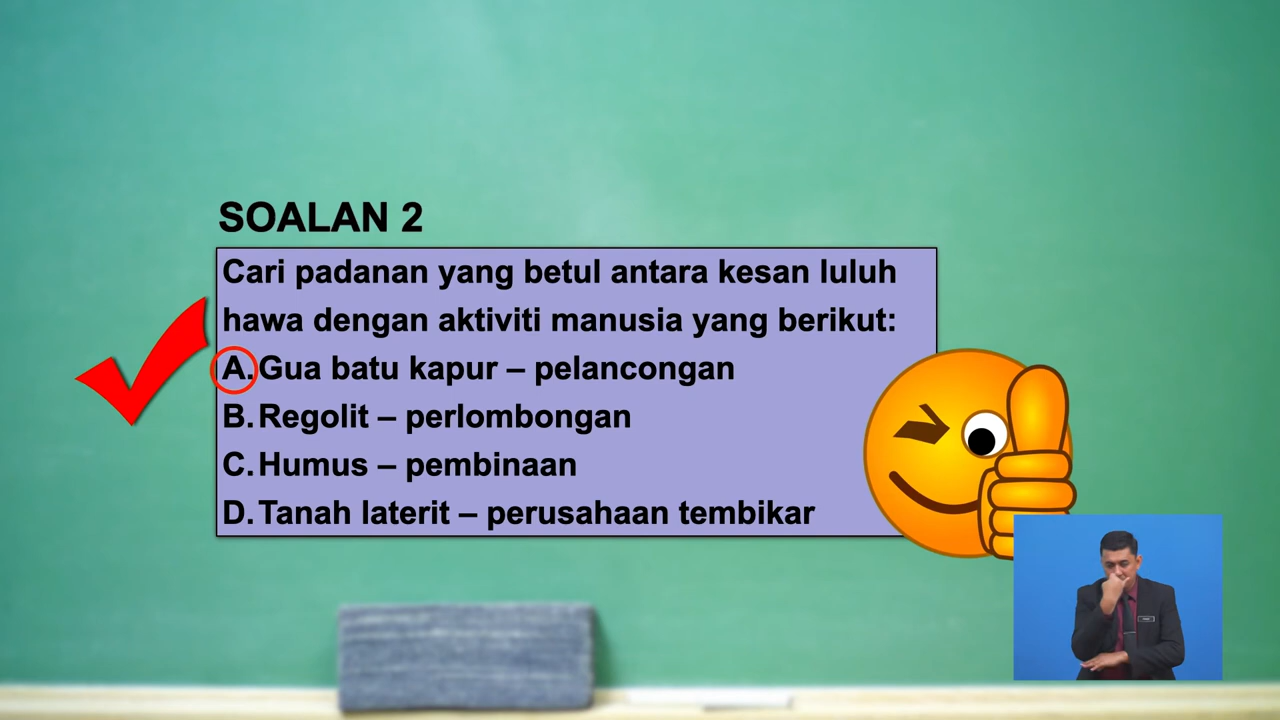 SOALAN 2
Cari padanan yang betul antara kesan luluh
hawa dengan aktiviti manusia yang berikut:
A. Gua batu kapur – pelancongan
B. Regolit – perlombongan
C. Humus – pembinaan
D. Tanah laterit – perusahaan tembikar